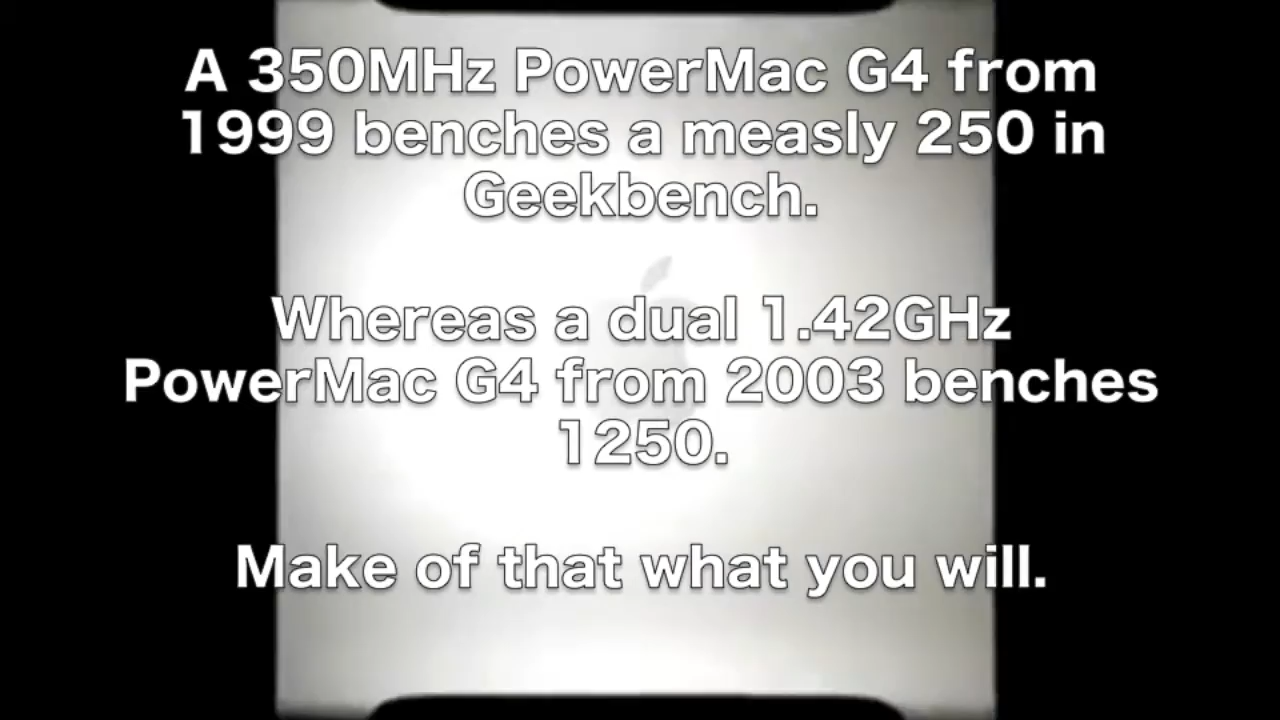 A 350MHz PowerMac G4 from
1999 benches a measly 250 in
Geekbench.
Whereas a dual 1.42GHz
PowerMac G4 from 2003 benches
1250.
Make of that what you will.